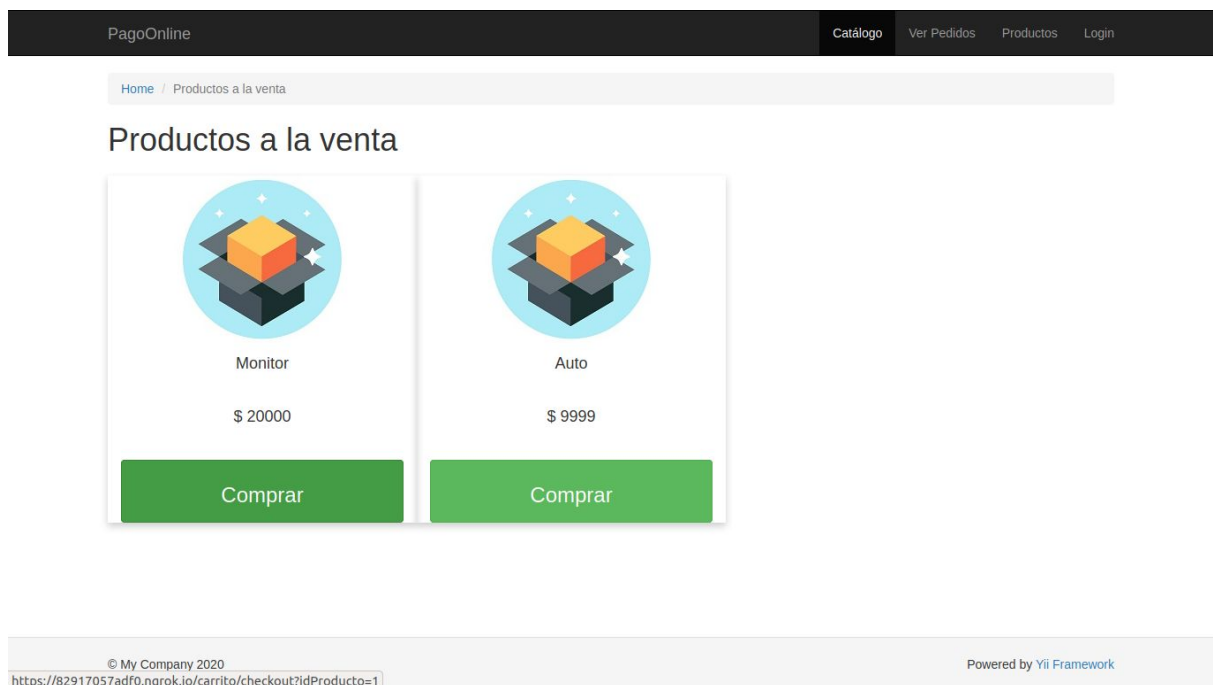 PagoOnline Catálogo Ver Pedidos Productos Login
Home / Productos a la venta
Productos a la venta
Monitor
$ 20000
Comprar
Auto
$ 9999
Comprar
© My Company 2020
Powered by Yii Framework
https://82917057adf0.ngrok.io/carrito/checkout?idProducto=1